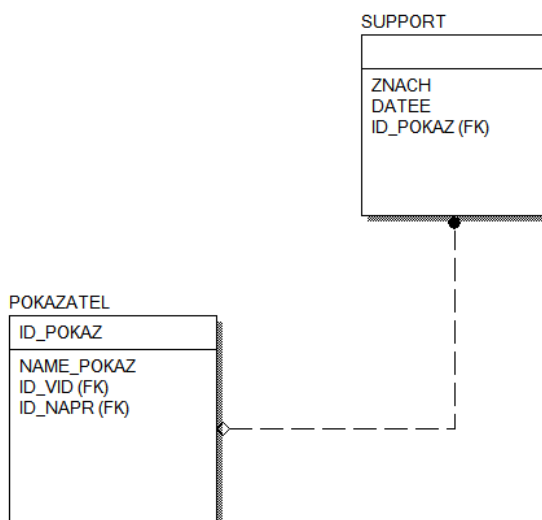 SUPPORT
ZNACH
DATEE
ID_POKAZ (FK)
POKAZATEL
ID_POKAZ
NAME_POKAZ
ID_VID (FK)
ID_NAPR (FK)